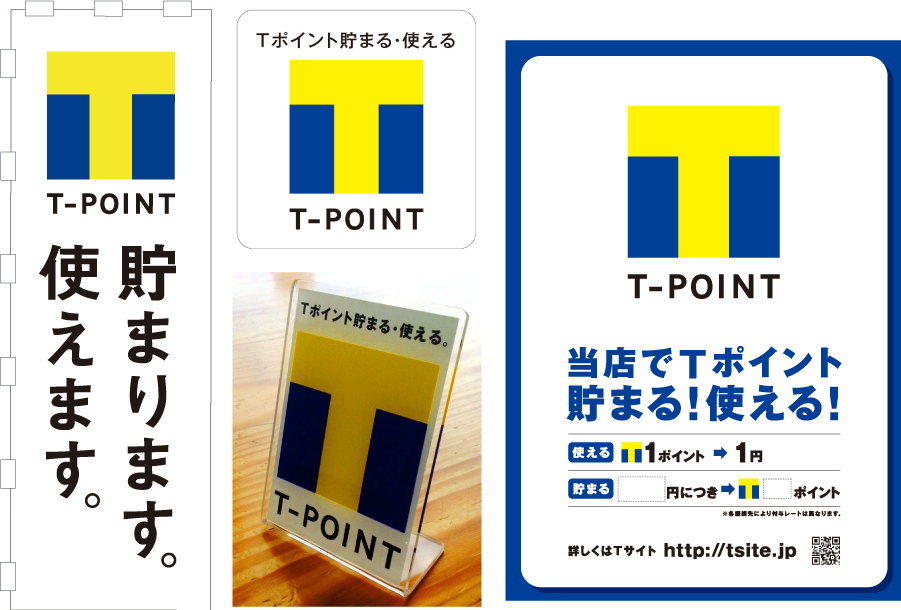 T-POINT
貯まります。
使えます。
Tポイント貯まる・使える
T-POINT
Tポイント貯まる・使える。
T-POINT
T-POINT
当店でTポイント
貯まる!使える!
使える T 1ポイント → 1円
貯まる 円につき → T ポイント
※各提携先により付与レートは異なります。
詳しくはTサイト http://tsite.jp